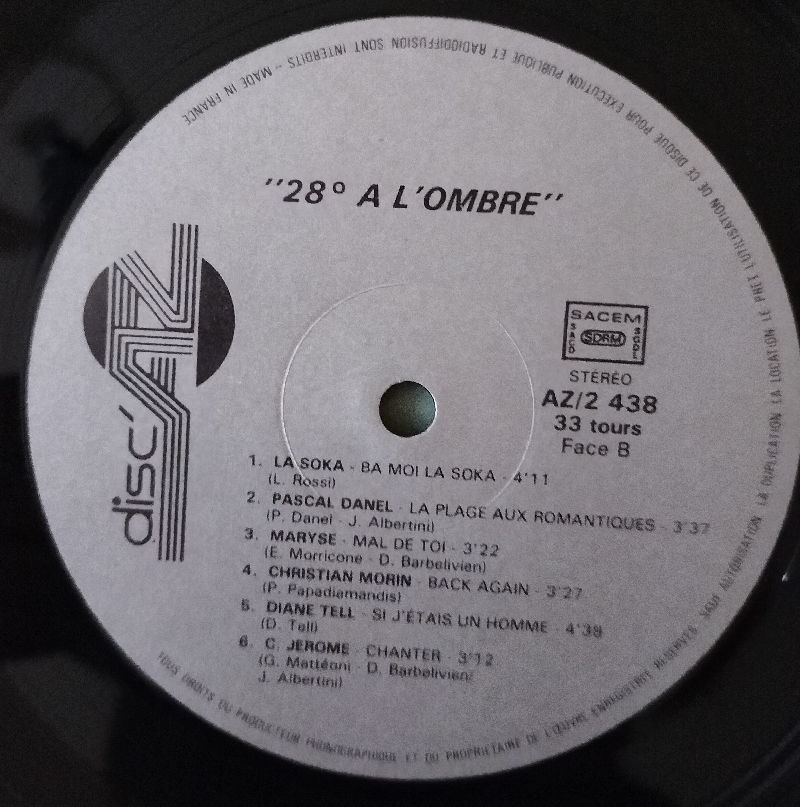 "28° A L'OMBRE"
disc'AZ
SACEM
SACD
SDRM
SGDL
STÉRÉO
AZ/2 438
33 tours
Face B
1. LA SOKA - BA MOI LA SOKA - 4'11
(L. Rossi)
2. PASCAL DANEL - LA PLAGE AUX ROMANTIQUES - 3'37
(P. Danel - J. Albertini)
3. MARYSE - MAL DE TOI - 3'22
(E. Morricone - D. Barbelivien)
4. CHRISTIAN MORIN - BACK AGAIN - 3'27
(P. Papadiamandis)
5. DIANE TELL - SI J'ÉTAIS UN HOMME - 4'38
(D. Tell)
6. C. JEROME - CHANTER - 3'12
(G. Mattéoni - D. Barbelivien
J. Albertini)
TOUS DROITS DU PRODUCTEUR PHONOGRAPHIQUE ET DU PROPRIETAIRE DE L'ŒUVRE ENREGISTREE RESERVES - SAUF AUTORISATION LA DUPLICATION LA LOCATION LE PRET L'UTILISATION DE CE DISQUE POUR EXECUTION PUBLIQUE ET RADIODIFFUSION SONT INTERDITS - MADE IN FRANCE